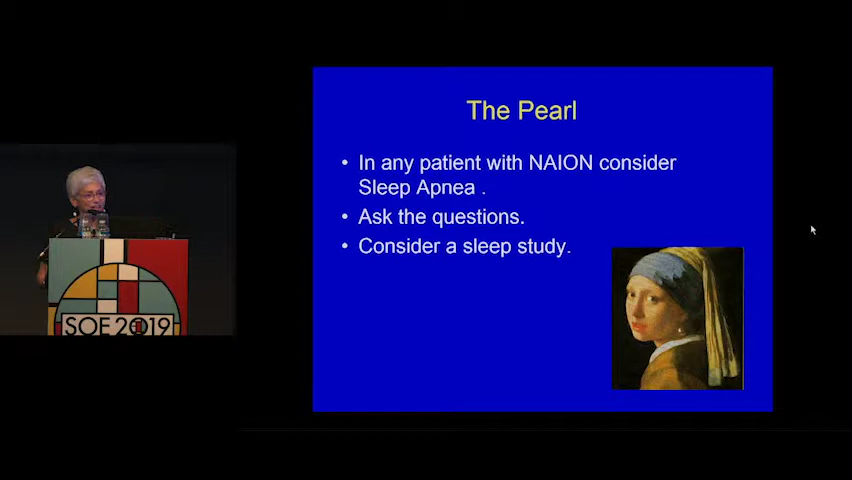 The Pearl
• In any patient with NAION consider
Sleep Apnea .
• Ask the questions.
• Consider a sleep study.
SOE 2019